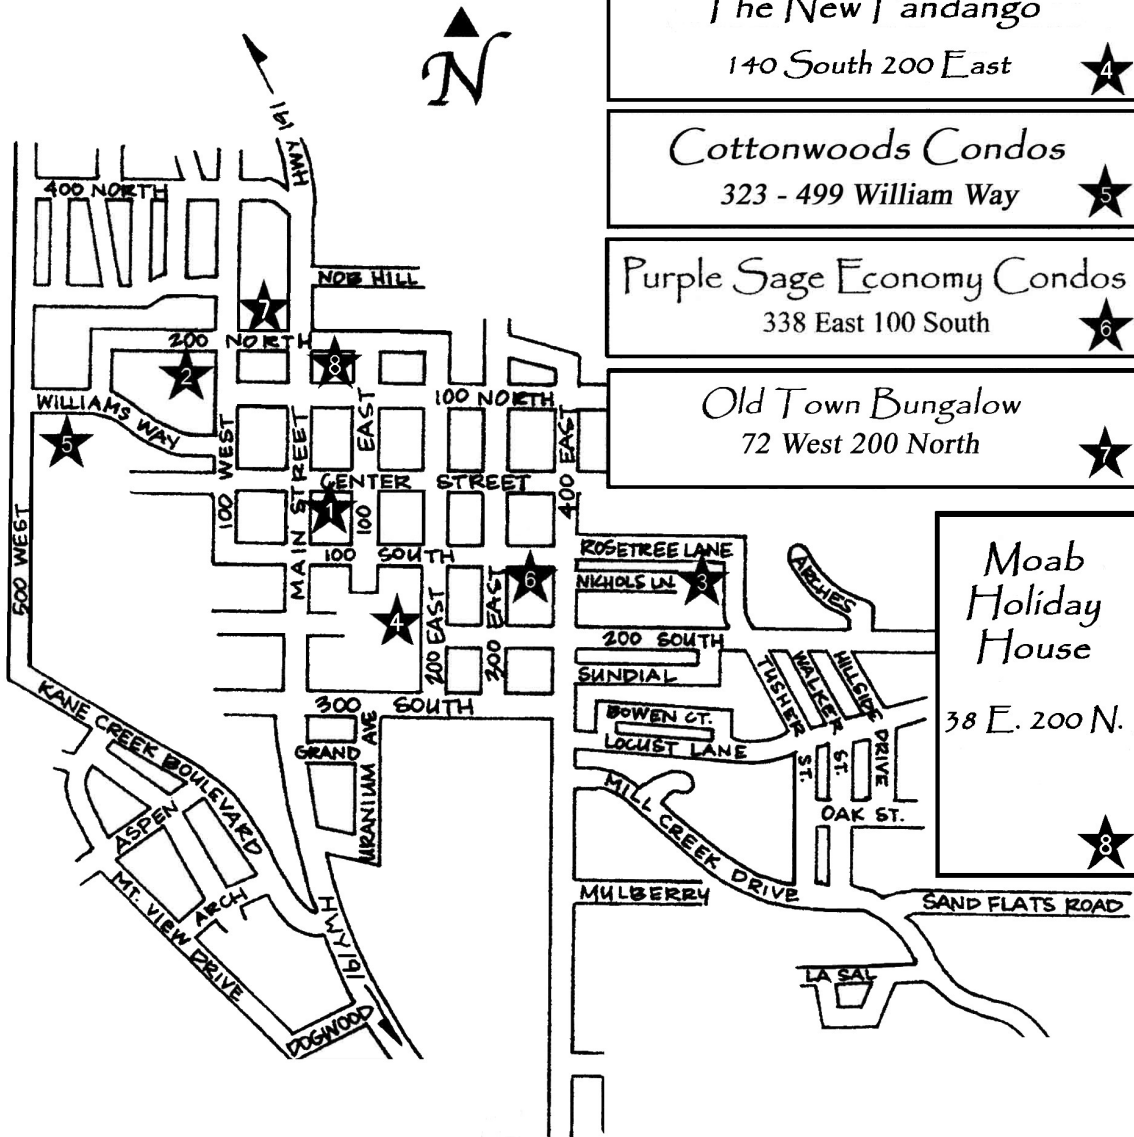 The New Fandango
140 South 200 East
4
Cottonwoods Condos
323 - 499 William Way
5
Purple Sage Economy Condos
338 East 100 South
6
Old Town Bungalow
72 West 200 North
7
Moab
Holiday
House
38 E. 200 N.
8
N
HWY 191
400 NORTH
NOB HILL
7
200 NORTH
8
2
100 NORTH
WILLIAMS WAY
5
100 WEST
MAIN STREET
100 EAST
400 EAST
CENTER STREET
1
500 WEST
100 SOUTH
ROSETREE LANE
NICHOLS LN.
3
6
ARCHES
4
200 EAST
200 EAST
200 SOUTH
SUNDIAL
TUSHER ST.
WALKER ST.
HILLSIDE DRIVE
300 SOUTH
BOWEN CT.
LOCUST LANE
KANE CREEK BOULEVARD
GRAND
URANIUM AVE
MILL CREEK DRIVE
OAK ST.
ASPEN
MULBERRY
SAND FLATS ROAD
MT. VIEW DRIVE
ARCH
HWY 191
LA SAL
DOGWOOD